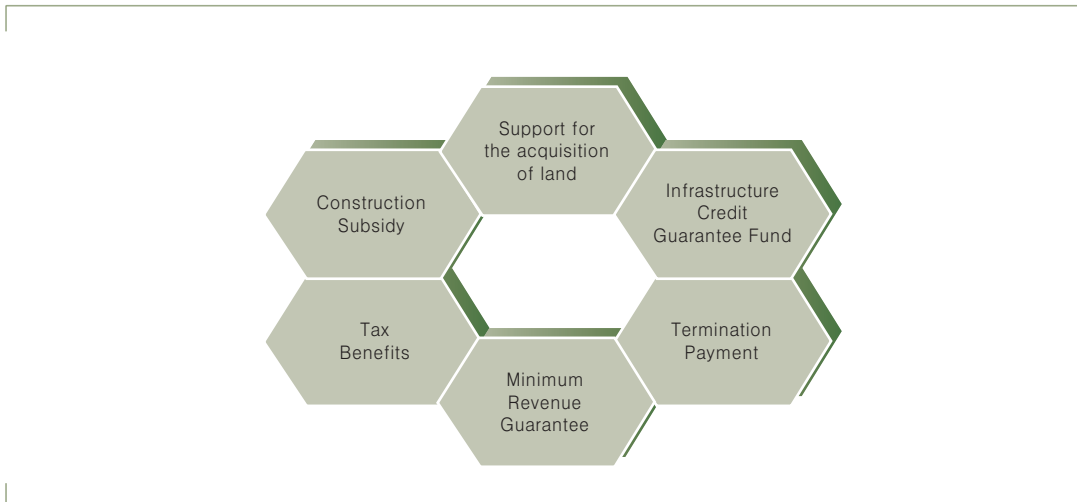 Support for
the acquisition
of land
Infrastructure
Credit
Guarantee Fund
Termination
Payment
Minimum
Revenue
Guarantee
Tax
Benefits
Construction
Subsidy